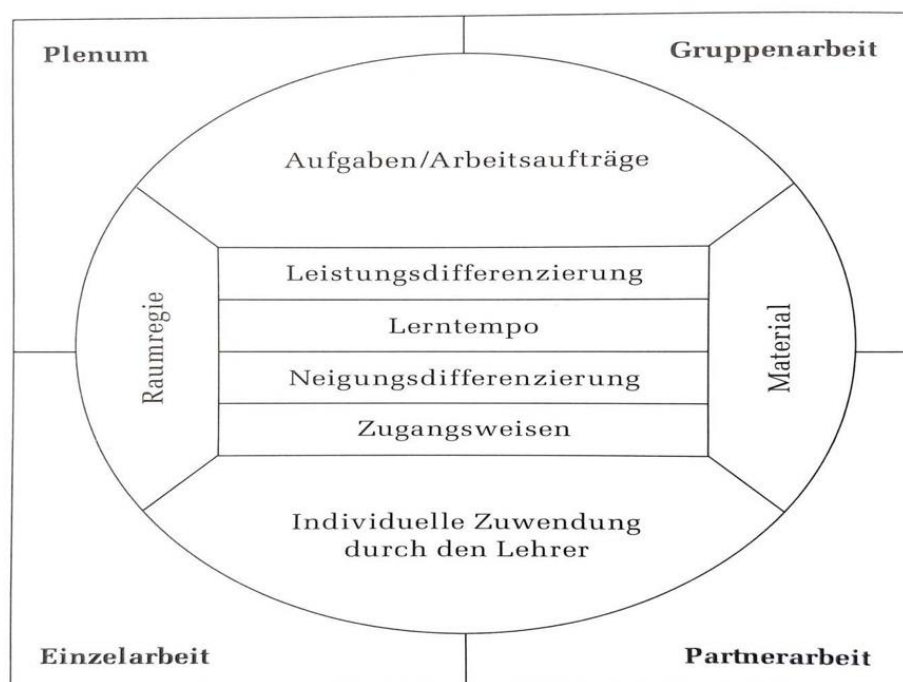 Plenum
Gruppenarbeit
Aufgaben/Arbeitsaufträge
Raumregie
Leistungsdifferenzierung
Lerntempo
Neigungsdifferenzierung
Zugangsweisen
Material
Individuelle Zuwendung
durch den Lehrer
Einzelarbeit
Partnerarbeit